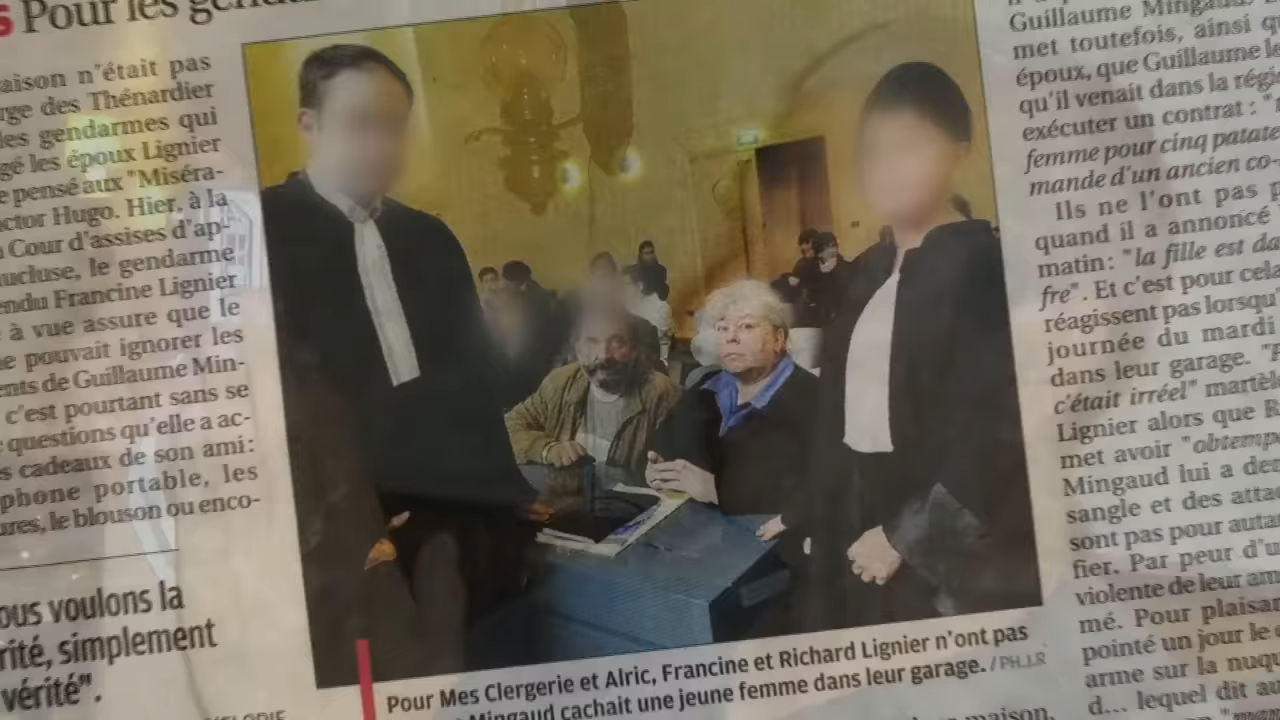 Pour les genda
aison n'était pas
rge des Thénardier
les gendarmes qui
gé les époux Lignier
e pensé aux "Miséra-
ctor Hugo. Hier, à la
Cour d'assises d'ap-
ucluse, le gendarme
endu Francine Lignier
à vue assure que le
ne pouvait ignorer les
ents de Guillaume Min-
c'est pourtant sans se
questions qu'elle a ac-
s cadeaux de son ami:
phone portable, les
ures, le blouson ou enco-
ous voulons la
rité, simplement
vérité".
ÉLODIE
Pour Mes Clergerie et Alric, Francine et Richard Lignier n'ont pas
Mingaud cachait une jeune femme dans leur garage. / PH.J.R
Guillaume Mingaud
met toutefois, ainsi q
époux, que Guillaume le
qu'il venait dans la régi
exécuter un contrat : "
femme pour cinq patate
mande d'un ancien co-
Ils ne l'ont pas p
quand il a annoncé
matin: "la fille est da
fre". Et c'est pour cela
réagissent pas lorsqu'
journée du mardi
dans leur garage. "E
c'était irréel" martèl
Lignier alors que R
met avoir "obtemp
Mingaud lui a de
sangle et des atta
sont pas pour auta
fier. Par peur d'u
violente de leur am
mé. Pour plaisan
pointé un jour le
arme sur la nuq
d... lequel dit au
maison,